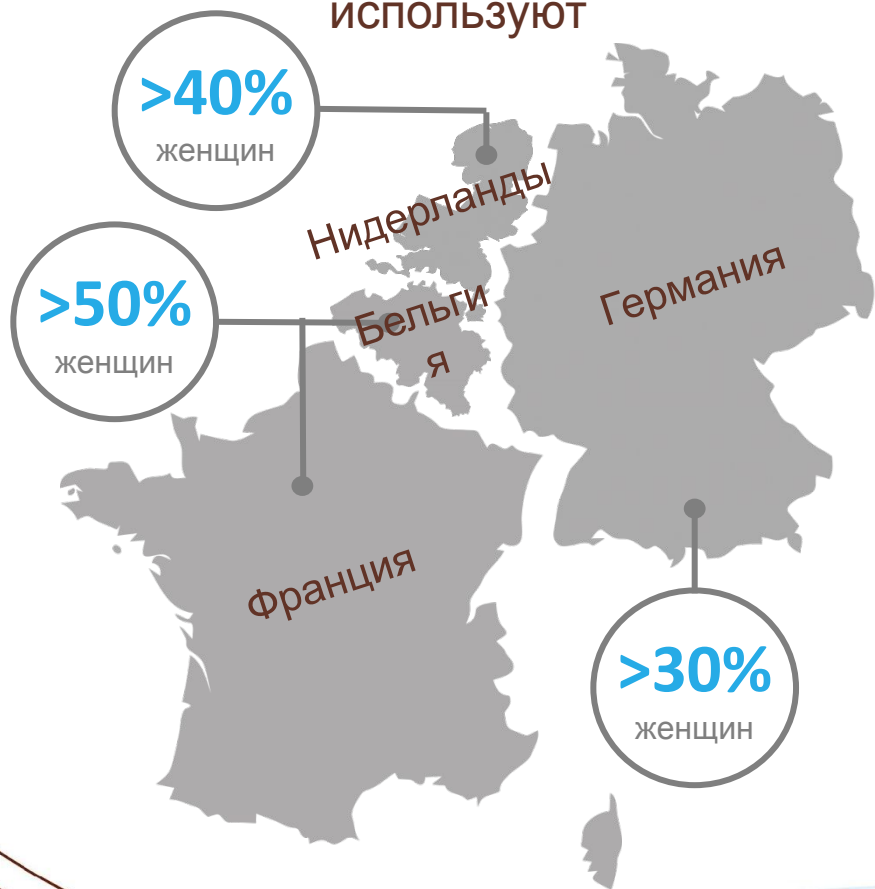 используют
>40%
женщин
Нидерланды
>50%
женщин
Бельги
я
Германия
Франция
>30%
женщин